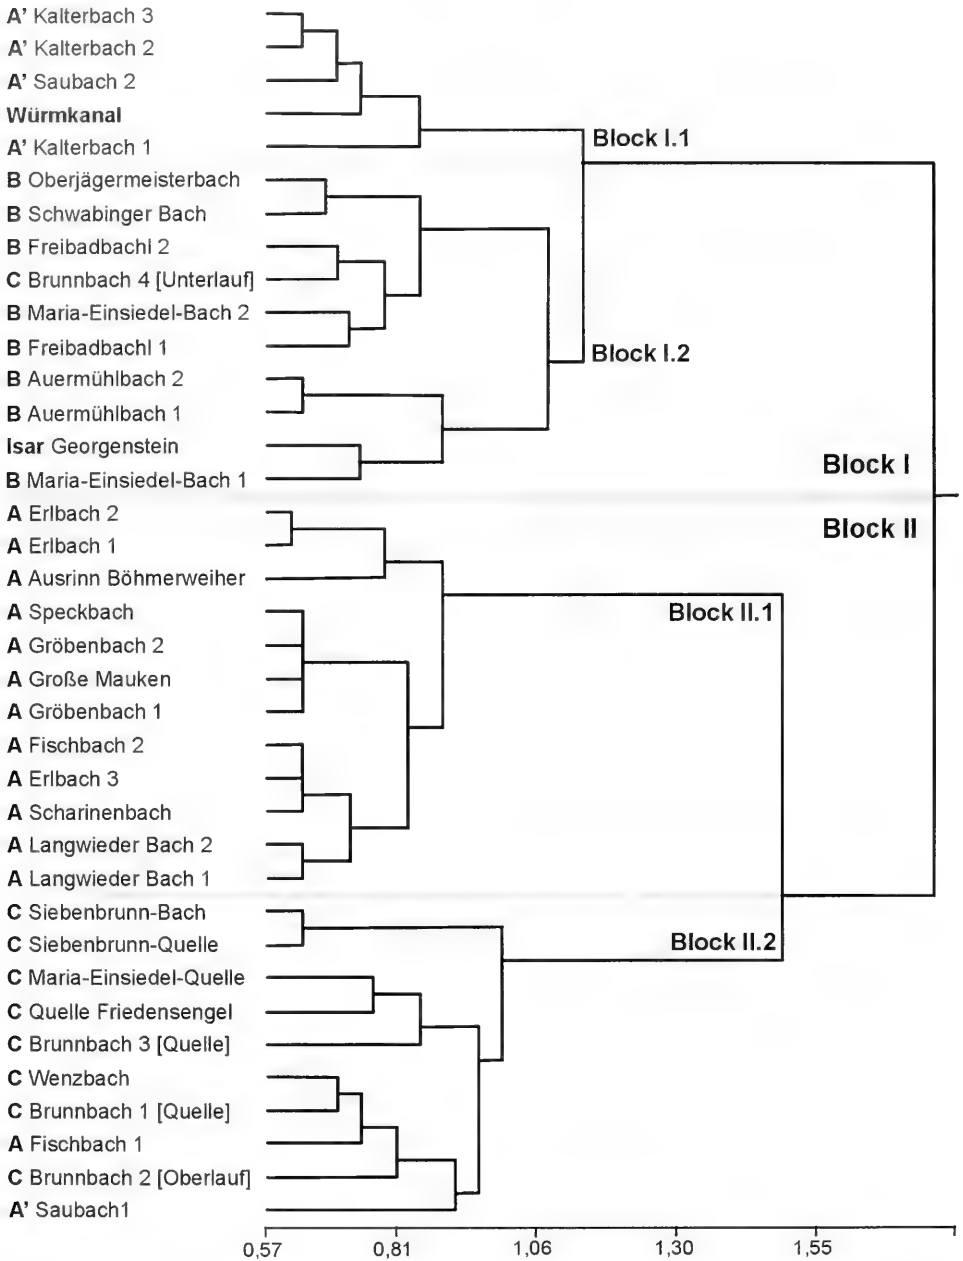 A' Kalterbach 3
A' Kalterbach 2
A' Saubach 2
Würmkanal
Block I.1
A' Kalterbach 1
B Oberjägermeisterbach
B Schwabinger Bach
B Freibadbachl 2
C Brunnbach 4 [Unterlauf]
B Maria-Einsiedel-Bach 2
B Freibadbachl 1
Block I.2
B Auermühlbach 2
B Auermühlbach 1
Isar Georgenstein
Block I
B Maria-Einsiedel-Bach 1
A Erlbach 2
Block II
A Erlbach 1
A Ausrinn Böhmerweiher
A Speckbach
Block II.1
A Gröbenbach 2
A Große Mauken
A Gröbenbach 1
A Fischbach 2
A Erlbach 3
A Scharinenbach
A Langwieder Bach 2
A Langwieder Bach 1
C Siebenbrunn-Bach
C Siebenbrunn-Quelle
Block II.2
C Maria-Einsiedel-Quelle
C Quelle Friedensengel
C Brunnbach 3 [Quelle]
C Wenzbach
C Brunnbach 1 [Quelle]
A Fischbach 1
C Brunnbach 2 [Oberlauf]
A' Saubach1
0,57 0,81 1,06 1,30 1,55